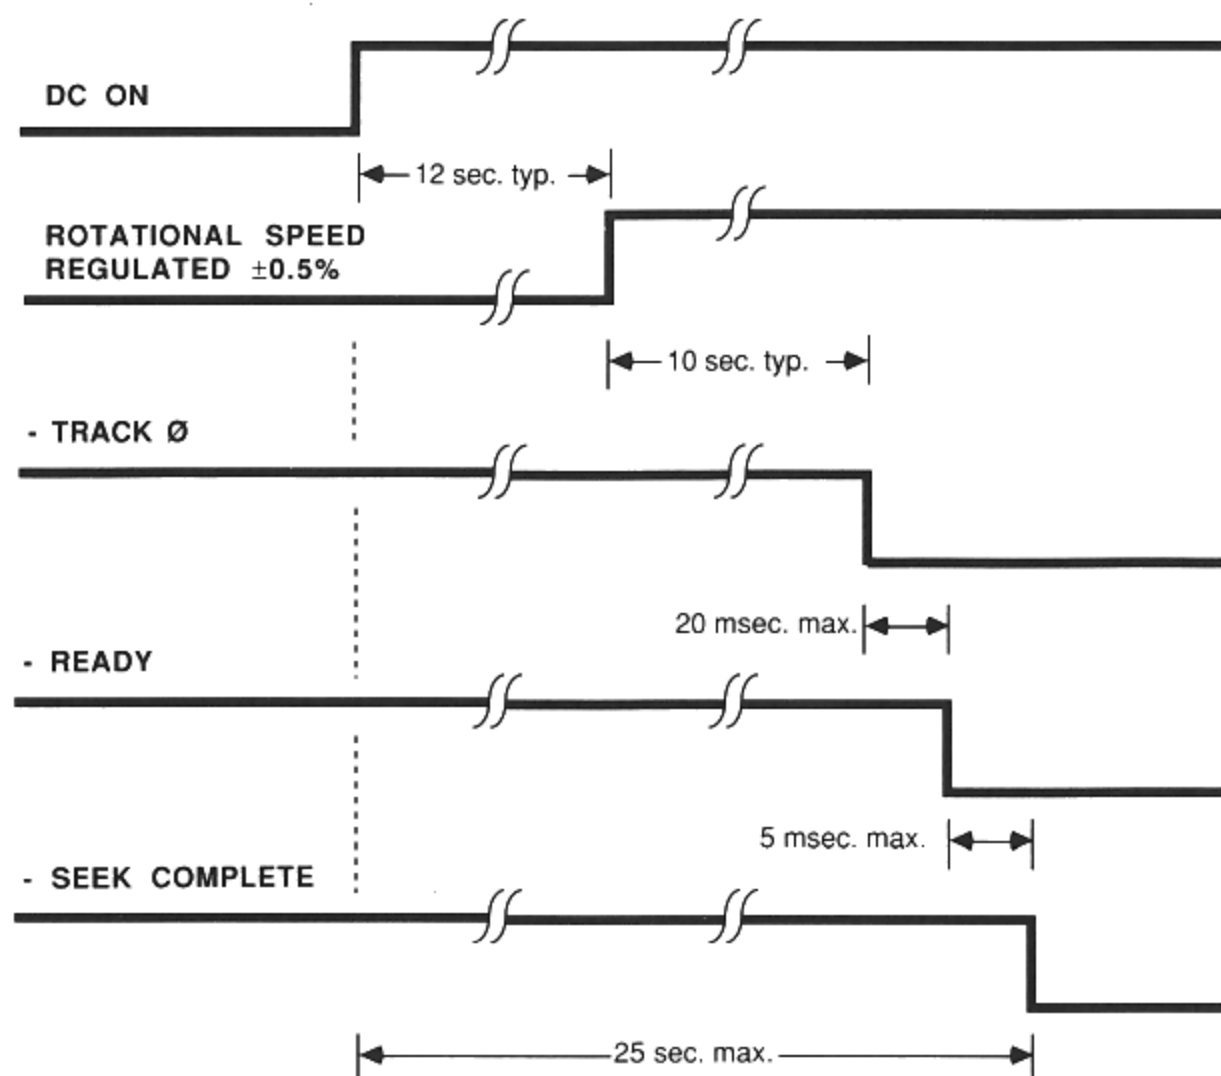 DC ON
12 sec. typ.
ROTATIONAL SPEED
REGULATED ±0.5%
10 sec. typ.
- TRACK Ø
20 msec. max.
- READY
5 msec. max.
- SEEK COMPLETE
25 sec. max.